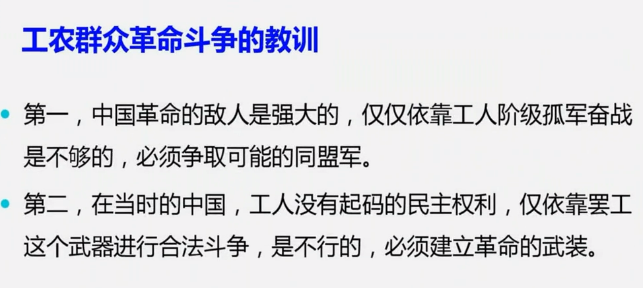 工农群众革命斗争的教训
第一，中国革命的敌人是强大的，仅仅依靠工人阶级孤军奋战
是不够的，必须争取可能的同盟军。
第二，在当时的中国，工人没有起码的民主权利，仅依靠罢工
这个武器进行合法斗争，是不行的，必须建立革命的武装。